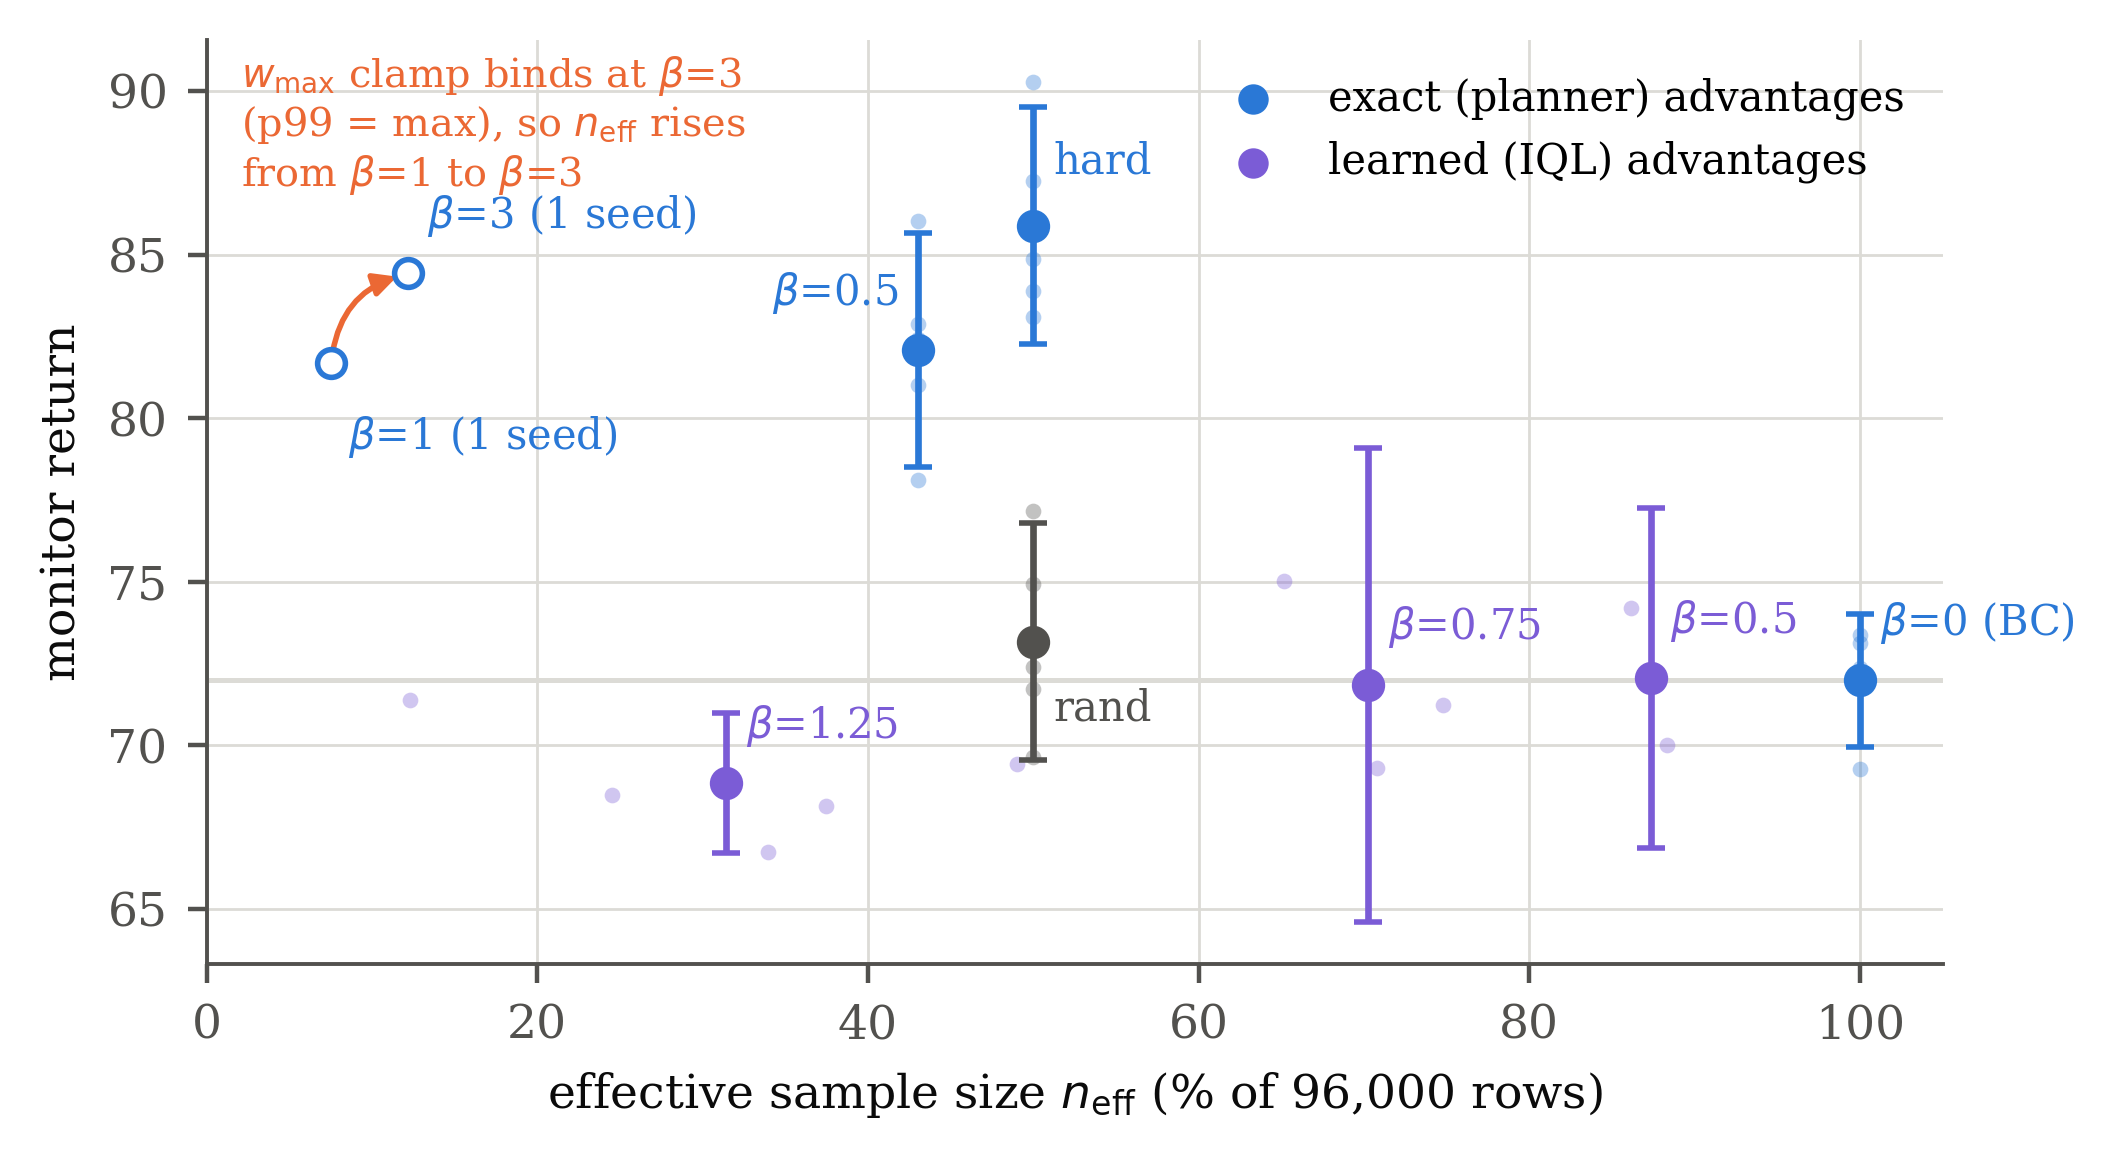 w_max clamp binds at β=3
(p99 = max), so n_eff rises
from β=1 to β=3
exact (planner) advantages
learned (IQL) advantages
hard
β=3 (1 seed)
β=0.5
β=1 (1 seed)
β=0.75
β=0.5
β=0 (BC)
rand
β=1.25
monitor return
90
85
80
75
70
65
0
20
40
60
80
100
effective sample size n_eff (% of 96,000 rows)